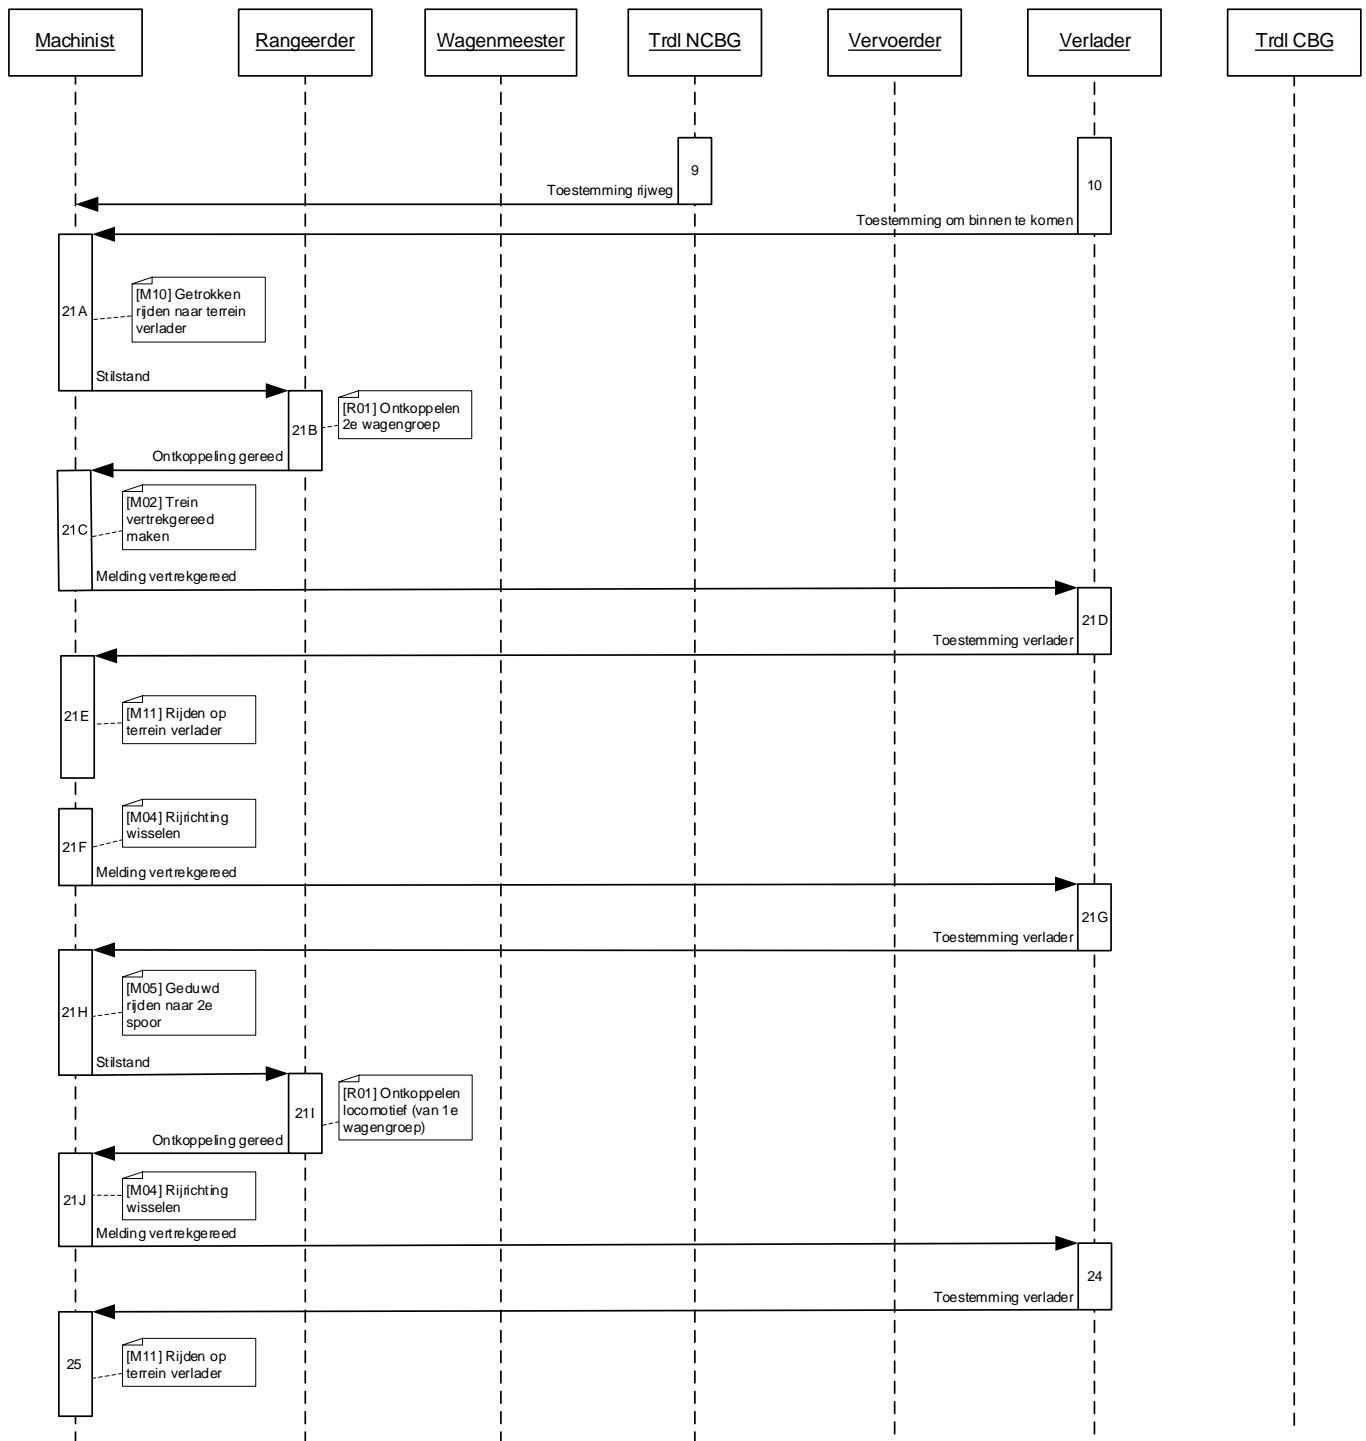 Machinist
Rangeerder
Wagenmeester
Trdl NCBG
Vervoerder
Verlader
Trdl CBG
9
10
Toestemming rijweg
Toestemming om binnen te komen
21A
[M10] Getrokken
rijden naar terrein
verlader
Stilstand
21B
[R01] Ontkoppelen
2e wagengroep
Ontkoppeling gereed
21C
[M02] Trein
vertrekgereed
maken
Melding vertrekgereed
21D
Toestemming verlader
21E
[M11] Rijden op
terrein verlader
21F
[M04] Rijrichting
wisselen
Melding vertrekgereed
21G
Toestemming verlader
21H
[M05] Geduwd
rijden naar 2e
spoor
Stilstand
21I
[R01] Ontkoppelen
locomotief (van 1e
wagengroep)
Ontkoppeling gereed
21J
[M04] Rijrichting
wisselen
Melding vertrekgereed
24
Toestemming verlader
25
[M11] Rijden op
terrein verlader